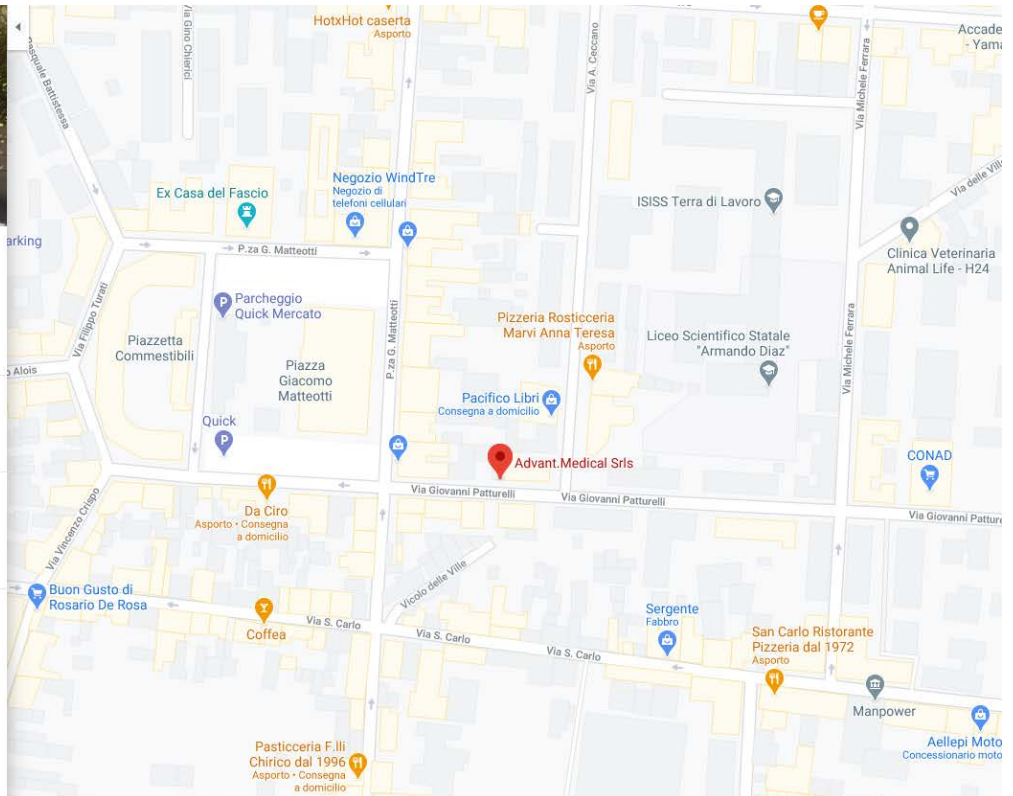 HotxHot caserta
Asporto
Via Gino Chierici
Pasquale Battistessa
Via A. Ceccano
Via Michele Ferrara
Accade
- Yama
Negozio WindTre
Negozio di
telefoni cellulari
Ex Casa del Fascio
ISISS Terra di Lavoro
Via delle Ville
arking
P.za G. Matteotti
Clinica Veterinaria
Animal Life - H24
Parcheggio
Quick Mercato
Via Filippo Turati
Pizzeria Rosticceria
Marvi Anna Teresa
Asporto
Piazzetta
Commestibili
P.za G. Matteotti
Liceo Scientifico Statale
"Armando Diaz"
Via Michele Ferrara
o Alois
Piazza
Giacomo
Matteotti
Pacifico Libri
Consegna a domicilio
Quick
P
P
Advant.Medical Srls
CONAD
Via Giovanni Patturelli
Via Giovanni Patturelli
Via Giovanni Patture
Da Ciro
Asporto • Consegna
a domicilio
Via Vincenzo Crispo
Vicolo delle Ville
Buon Gusto di
Rosario De Rosa
Coffea
Via S. Carlo
Via S. Carlo
Via S. Carlo
Sergente
Fabbro
San Carlo Ristorante
Pizzeria dal 1972
Asporto
Manpower
Aellepi Moto
Concessionario moto
Pasticceria F.lli
Chirico dal 1996
Asporto • Consegna
a domicilio